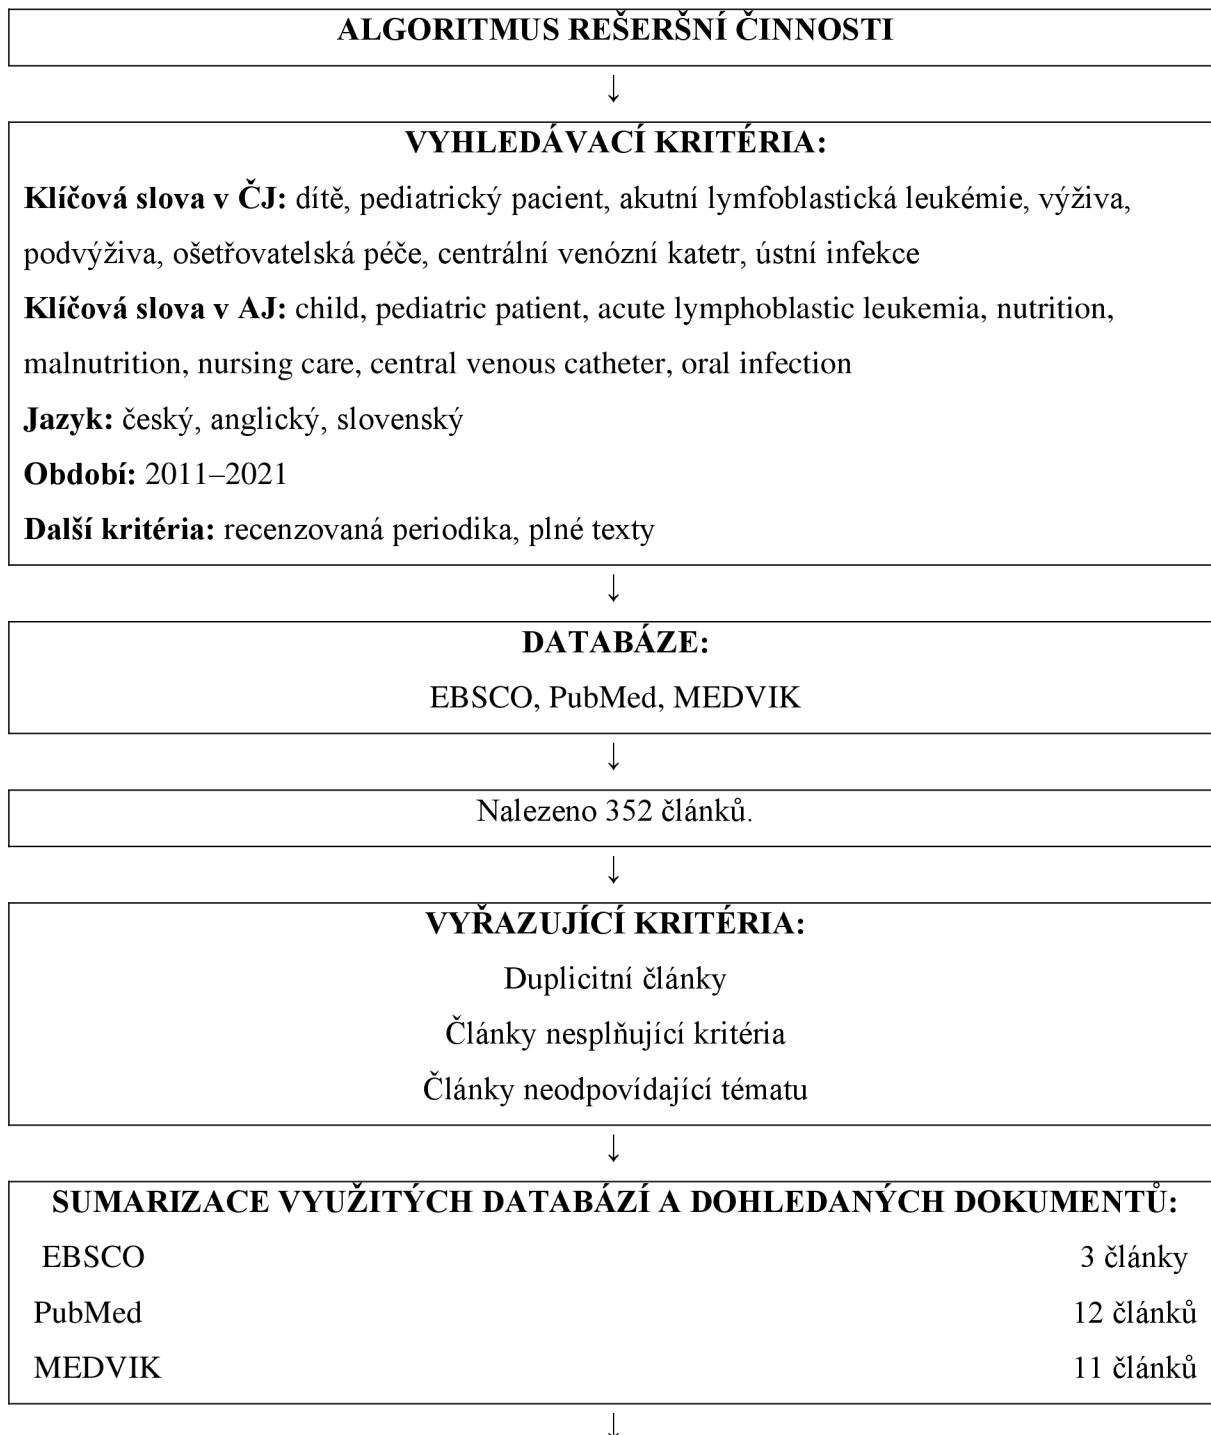 ALGORITMUS REŠERŠNÍ ČINNOSTI
↓
VYHLEDÁVACÍ KRITÉRIA:
Klíčová slova v ČJ: dítě, pediatrický pacient, akutní lymfoblastická leukémie, výživa,
podvýživa, ošetřovatelská péče, centrální venózní katetr, ústní infekce
Klíčová slova v AJ: child, pediatric patient, acute lymphoblastic leukemia, nutrition,
malnutrition, nursing care, central venous catheter, oral infection
Jazyk: český, anglický, slovenský
Období: 2011–2021
Další kritéria: recenzovaná periodika, plné texty
↓
DATABÁZE:
EBSCO, PubMed, MEDVIK
↓
Nalezeno 352 článků.
↓
VYŘAZUJÍCÍ KRITÉRIA:
Duplicitní články
Články nesplňující kritéria
Články neodpovídající tématu
↓
SUMARIZACE VYUŽITÝCH DATABÁZÍ A DOHLEDANÝCH DOKUMENTŮ:
EBSCO 3 články
PubMed 12 článků
MEDVIK 11 článků
↓